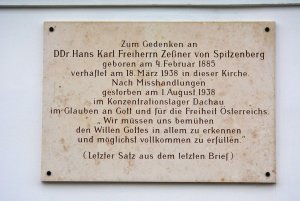 Zum Gedenken an
DDr. Hans Karl Freiherrn Zeßner von Spitzenberg
geboren am 4. Februar 1885
verhaftet am 18. März 1938 in dieser Kirche.
Nach Misshandlungen
gestorben am 1. August 1938
im Konzentrationslager Dachau
im Glauben an Gott und für die Freiheit Österreichs.
„Wir müssen uns bemühen
den Willen Gottes in allem zu erkennen
und möglichst vollkommen zu erfüllen."
(Letzter Satz aus dem letzten Brief)